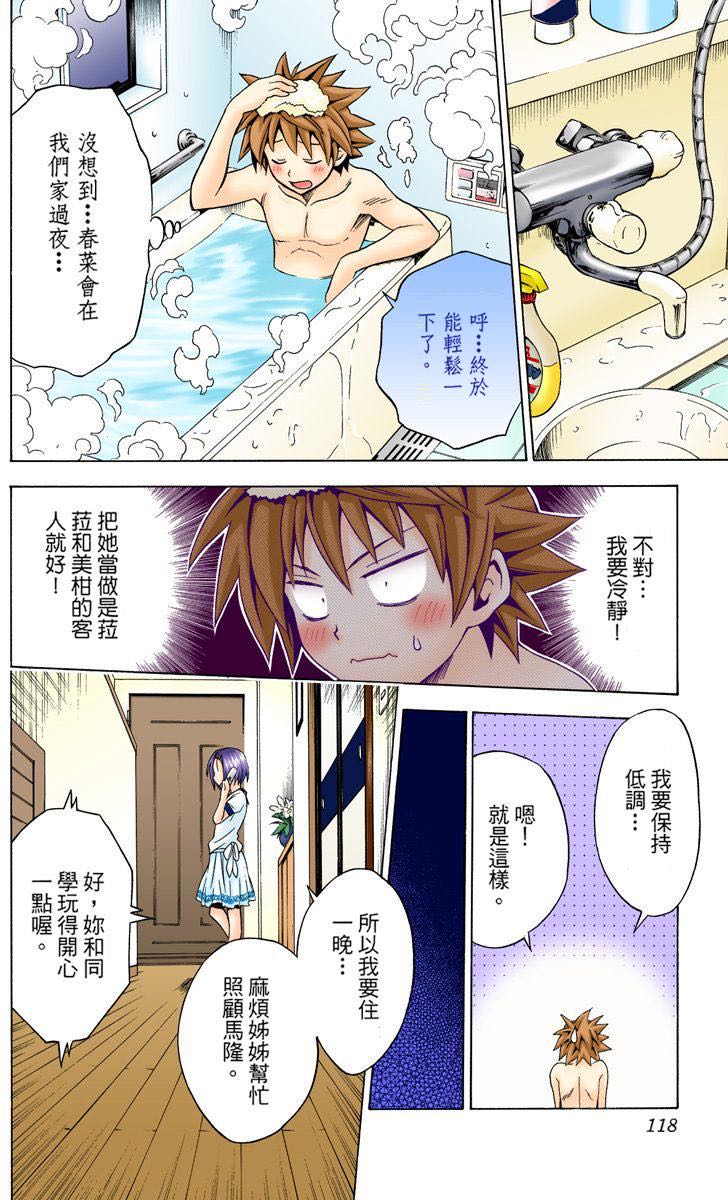 呼⋯終於
能輕鬆一
下了。
沒想到⋯春菜會在
我們家過夜⋯
不對⋯
我要冷靜！
把她當做是菈
菈和美柑的客
人就好！
我要保持
低調⋯
嗯！
就是這樣。
所以我要住
一晚⋯
麻煩姊姊幫忙
照顧馬隆。
好，妳和同
學玩得開心
一點喔。
118